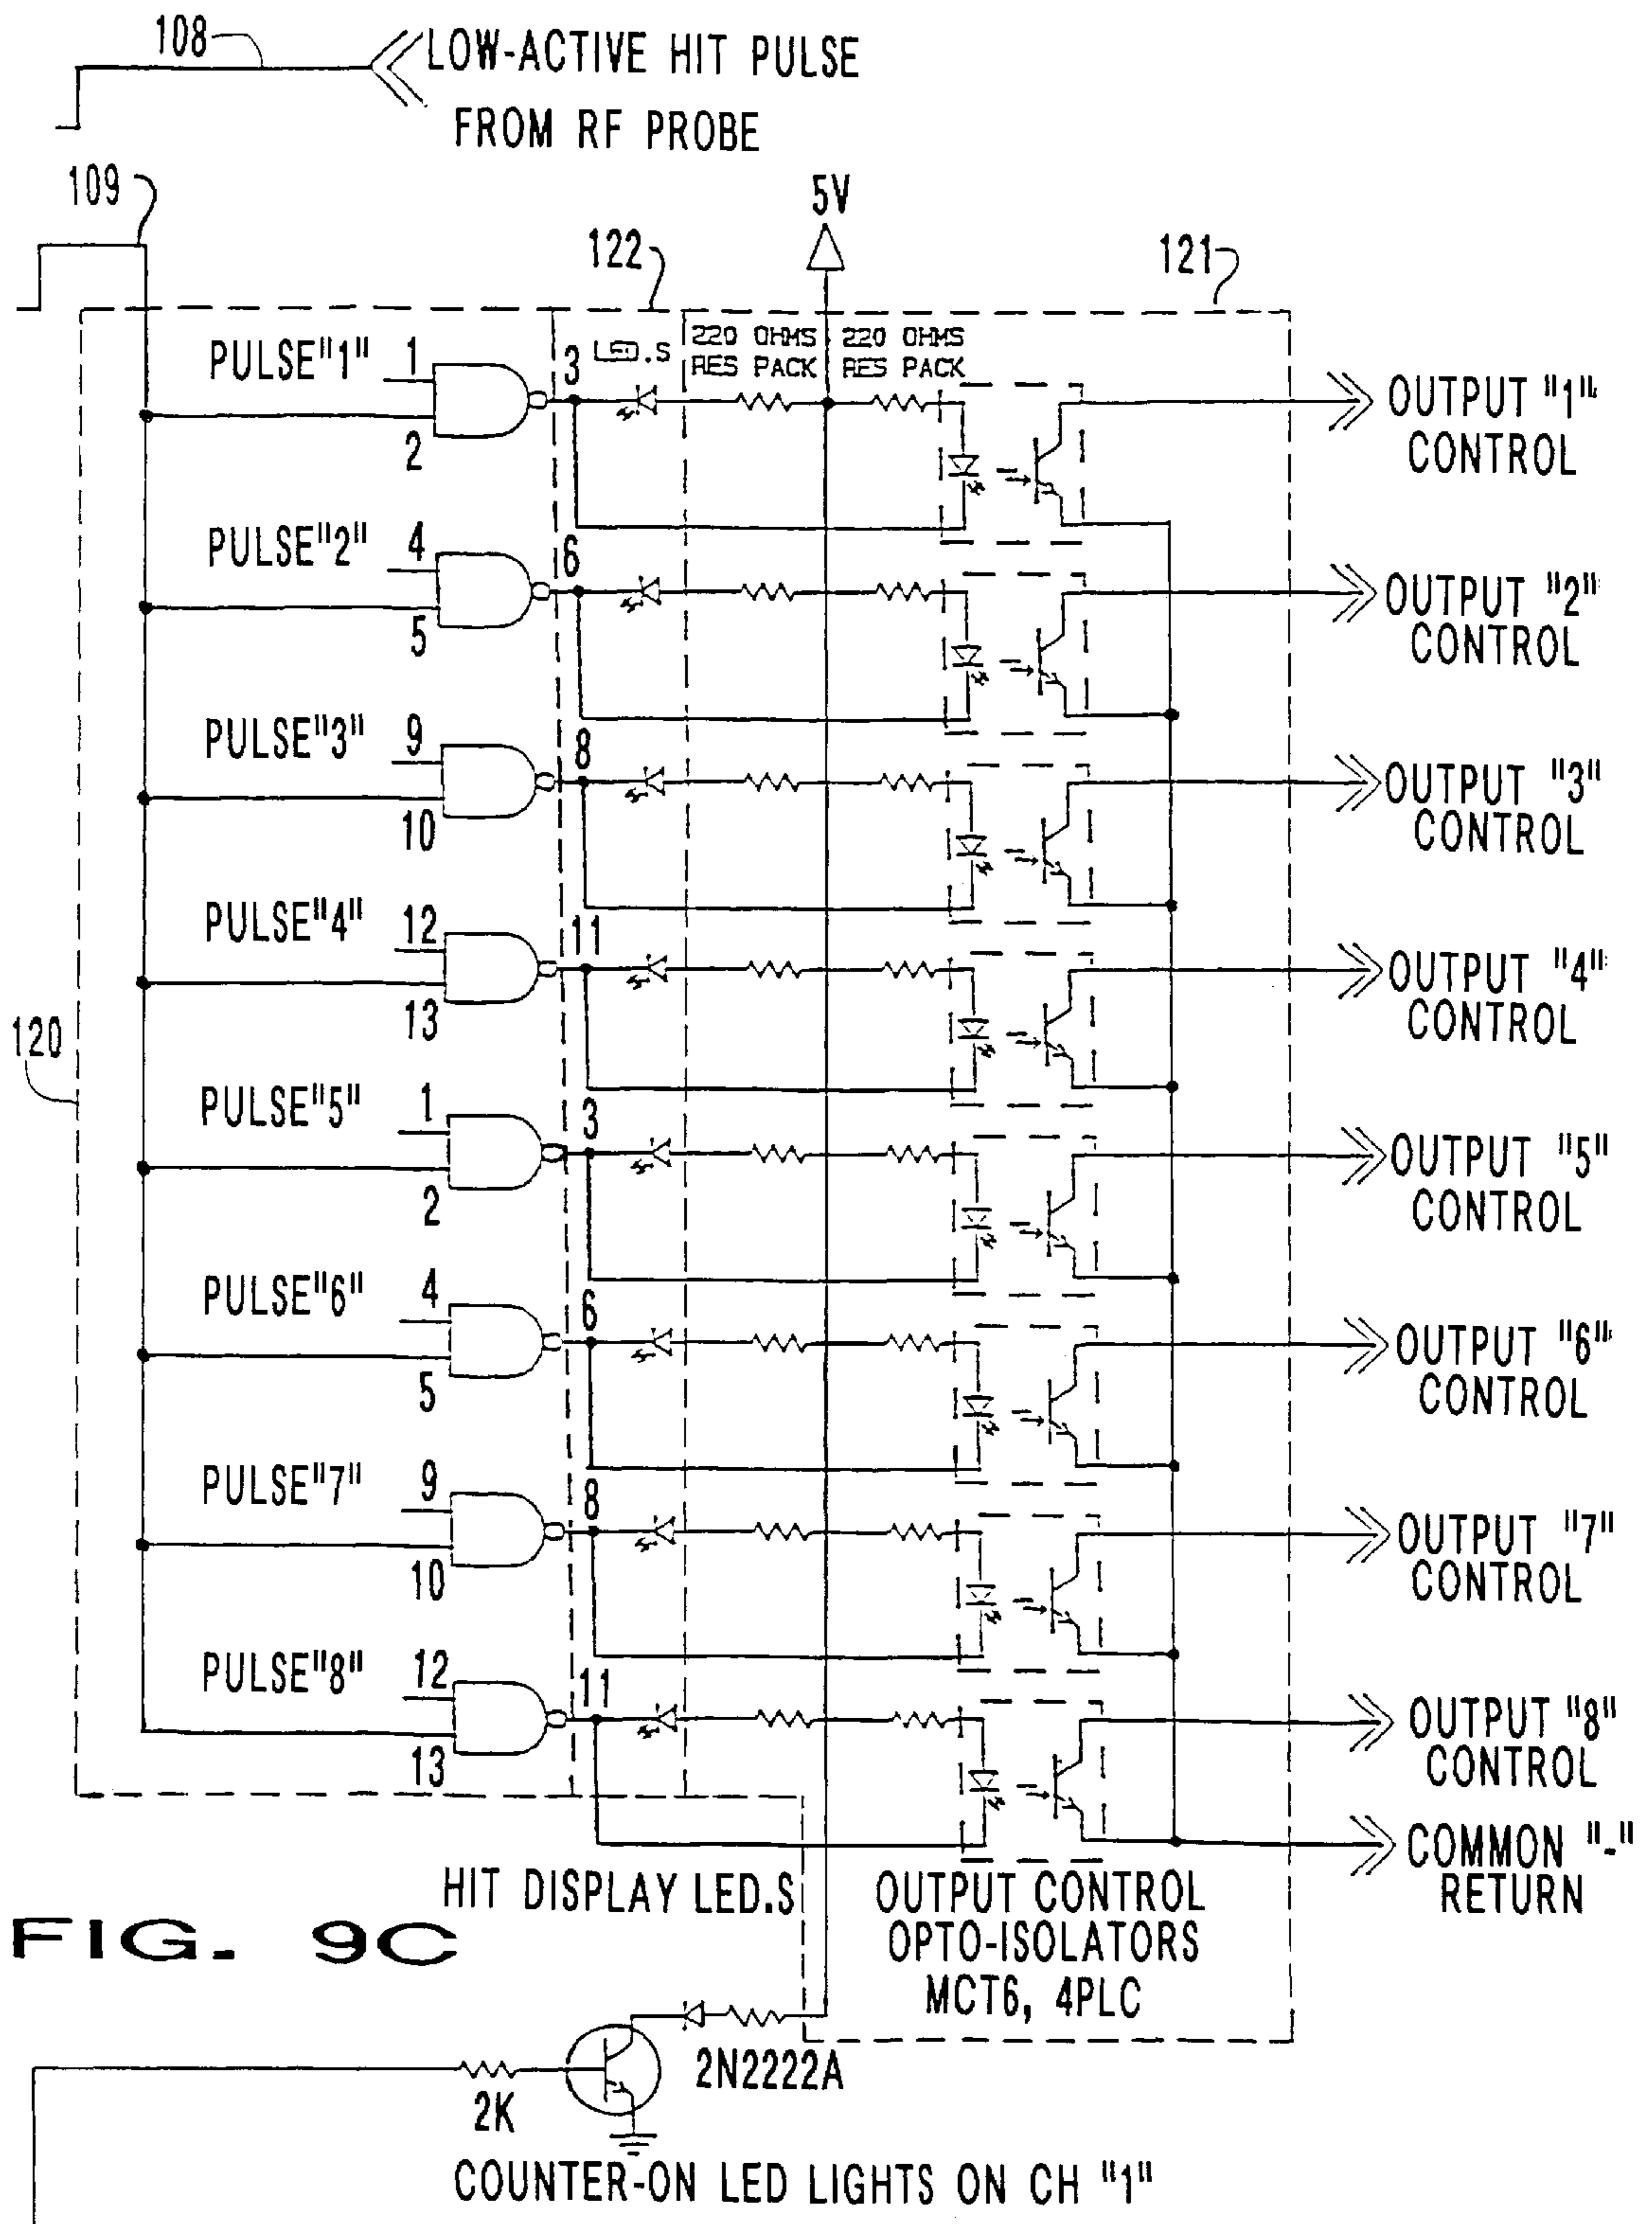 108
LOW-ACTIVE HIT PULSE
FROM RF PROBE
109
5V
122
121
LED.S
220 OHMS
RES PACK
220 OHMS
RES PACK
PULSE"1"
1
2
3
OUTPUT "1"
CONTROL
PULSE"2"
4
5
6
OUTPUT "2"
CONTROL
PULSE"3"
9
10
8
OUTPUT "3"
CONTROL
PULSE"4"
12
13
11
OUTPUT "4"
CONTROL
120
PULSE"5"
1
2
3
OUTPUT "5"
CONTROL
PULSE"6"
4
5
6
OUTPUT "6"
CONTROL
PULSE"7"
9
10
8
OUTPUT "7"
CONTROL
PULSE"8"
12
13
11
OUTPUT "8"
CONTROL
COMMON "-"
RETURN
HIT DISPLAY LED.S
OUTPUT CONTROL
OPTO-ISOLATORS
MCT6, 4PLC
FIG. 9C
2N2222A
2K
COUNTER-ON LED LIGHTS ON CH "1"